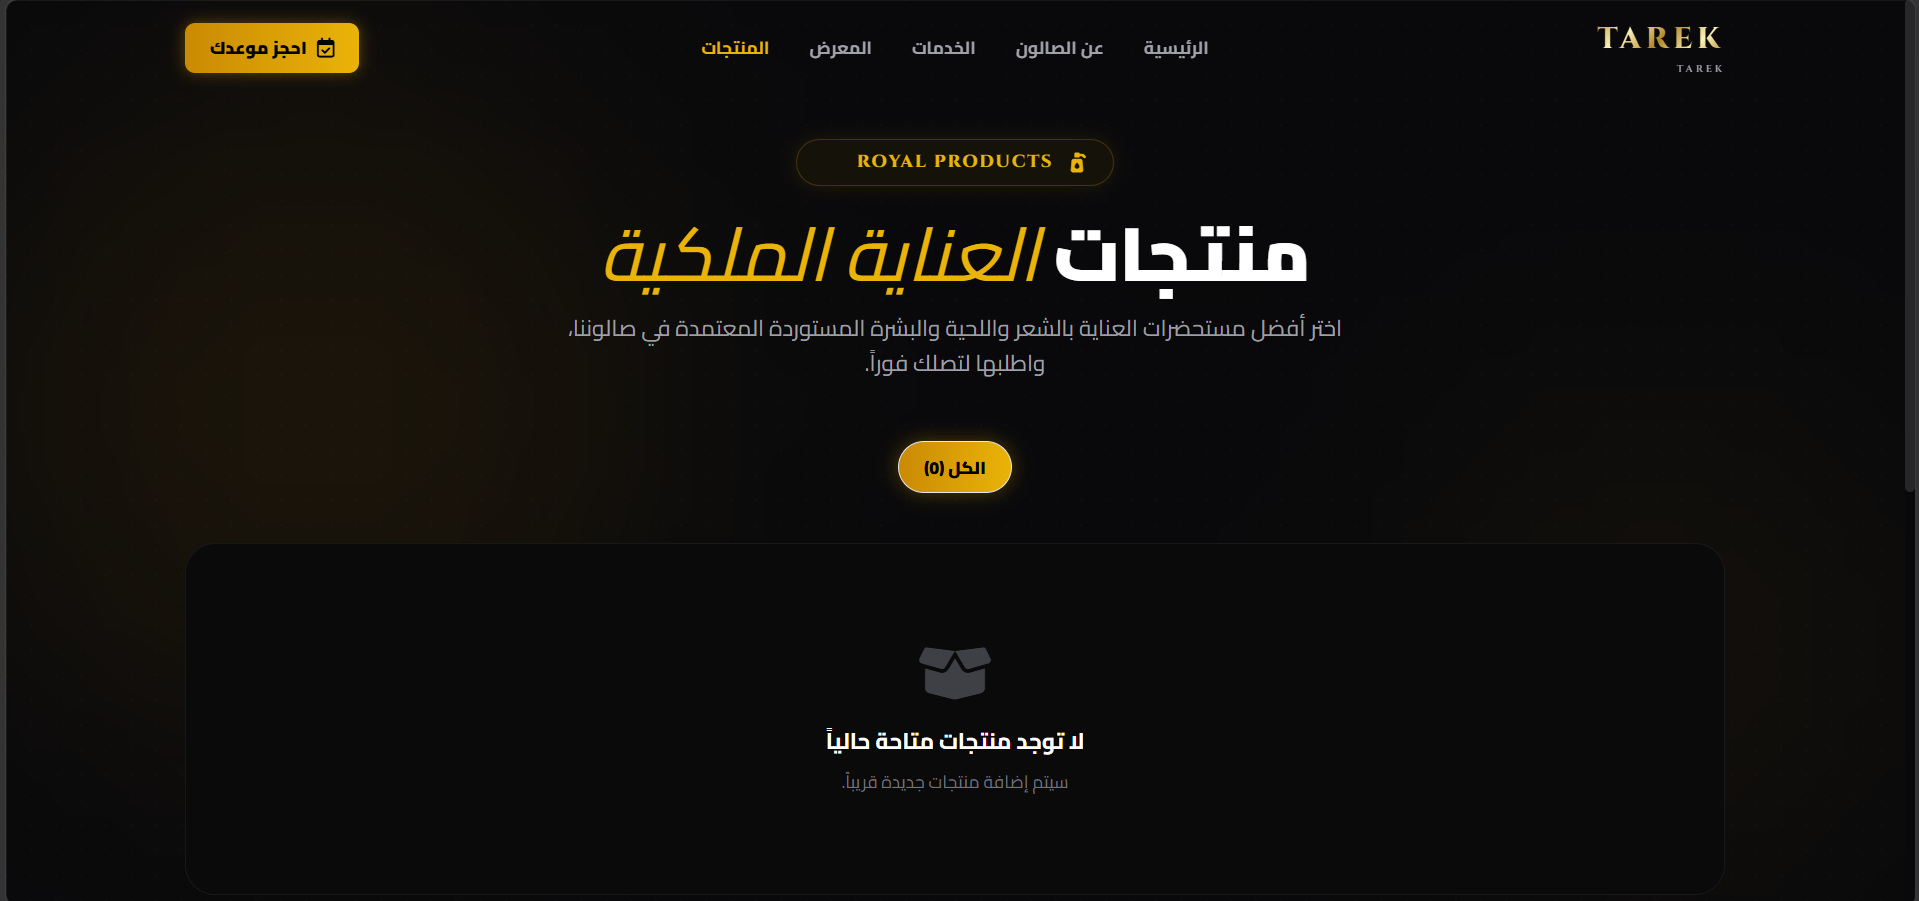 TAREK
TAREK
الرئيسية
عن الصالون
الخدمات
المعرض
المنتجات
احجز موعدك
ROYAL PRODUCTS
منتجات العناية الملكية
اختر أفضل مستحضرات العناية بالشعر واللحية والبشرة المستوردة المعتمدة في صالوننا،
واطلبها لتصلك فوراً.
الكل (0)
لا توجد منتجات متاحة حالياً
سيتم إضافة منتجات جديدة قريباً.